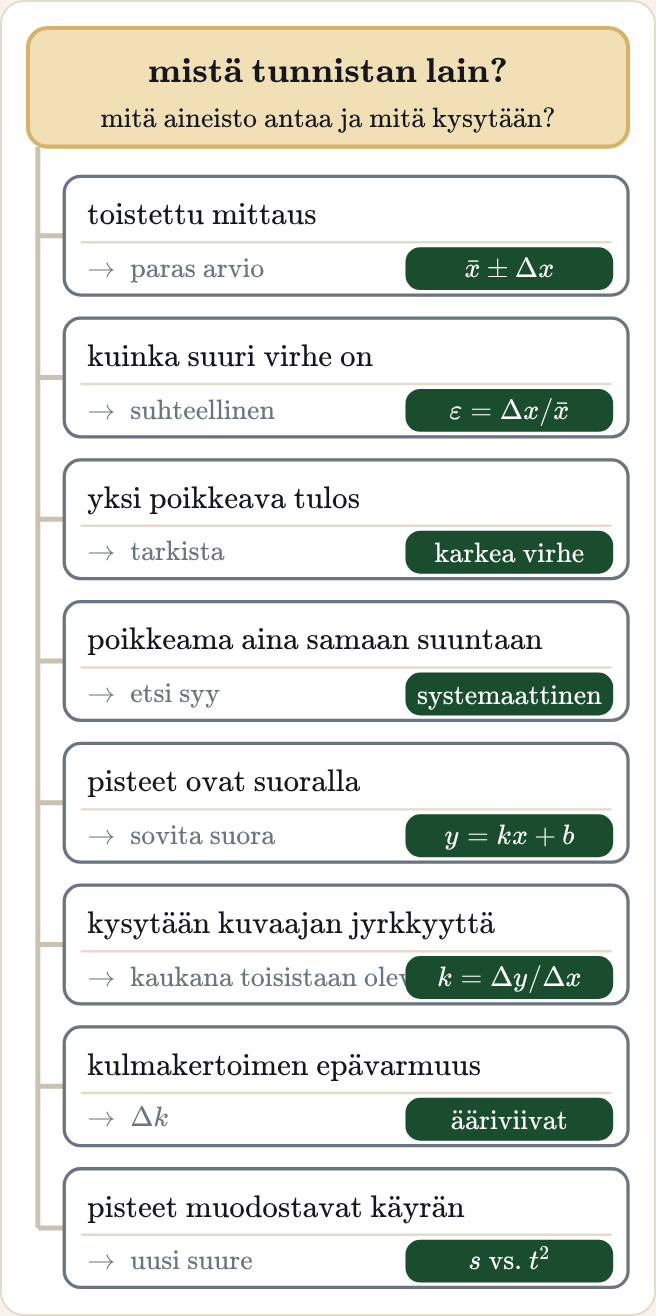 mistä tunnistan lain?
mitä aineisto antaa ja mitä kysytään?
toistettu mittaus
→ paras arvio x̄ ± Δx
kuinka suuri virhe on
→ suhteellinen ε = Δx/x̄
yksi poikkeava tulos
→ tarkista karkea virhe
poikkeama aina samaan suuntaan
→ etsi syy systemaattinen
pisteet ovat suoralla
→ sovita suora y = kx + b
kysytään kuvaajan jyrkkyyttä
→ kaukana toisistaan k = Δy/Δx
kulmakertoimen epävarmuus
→ Δk ääriviivat
pisteet muodostavat käyrän
→ uusi suure s vs. t²